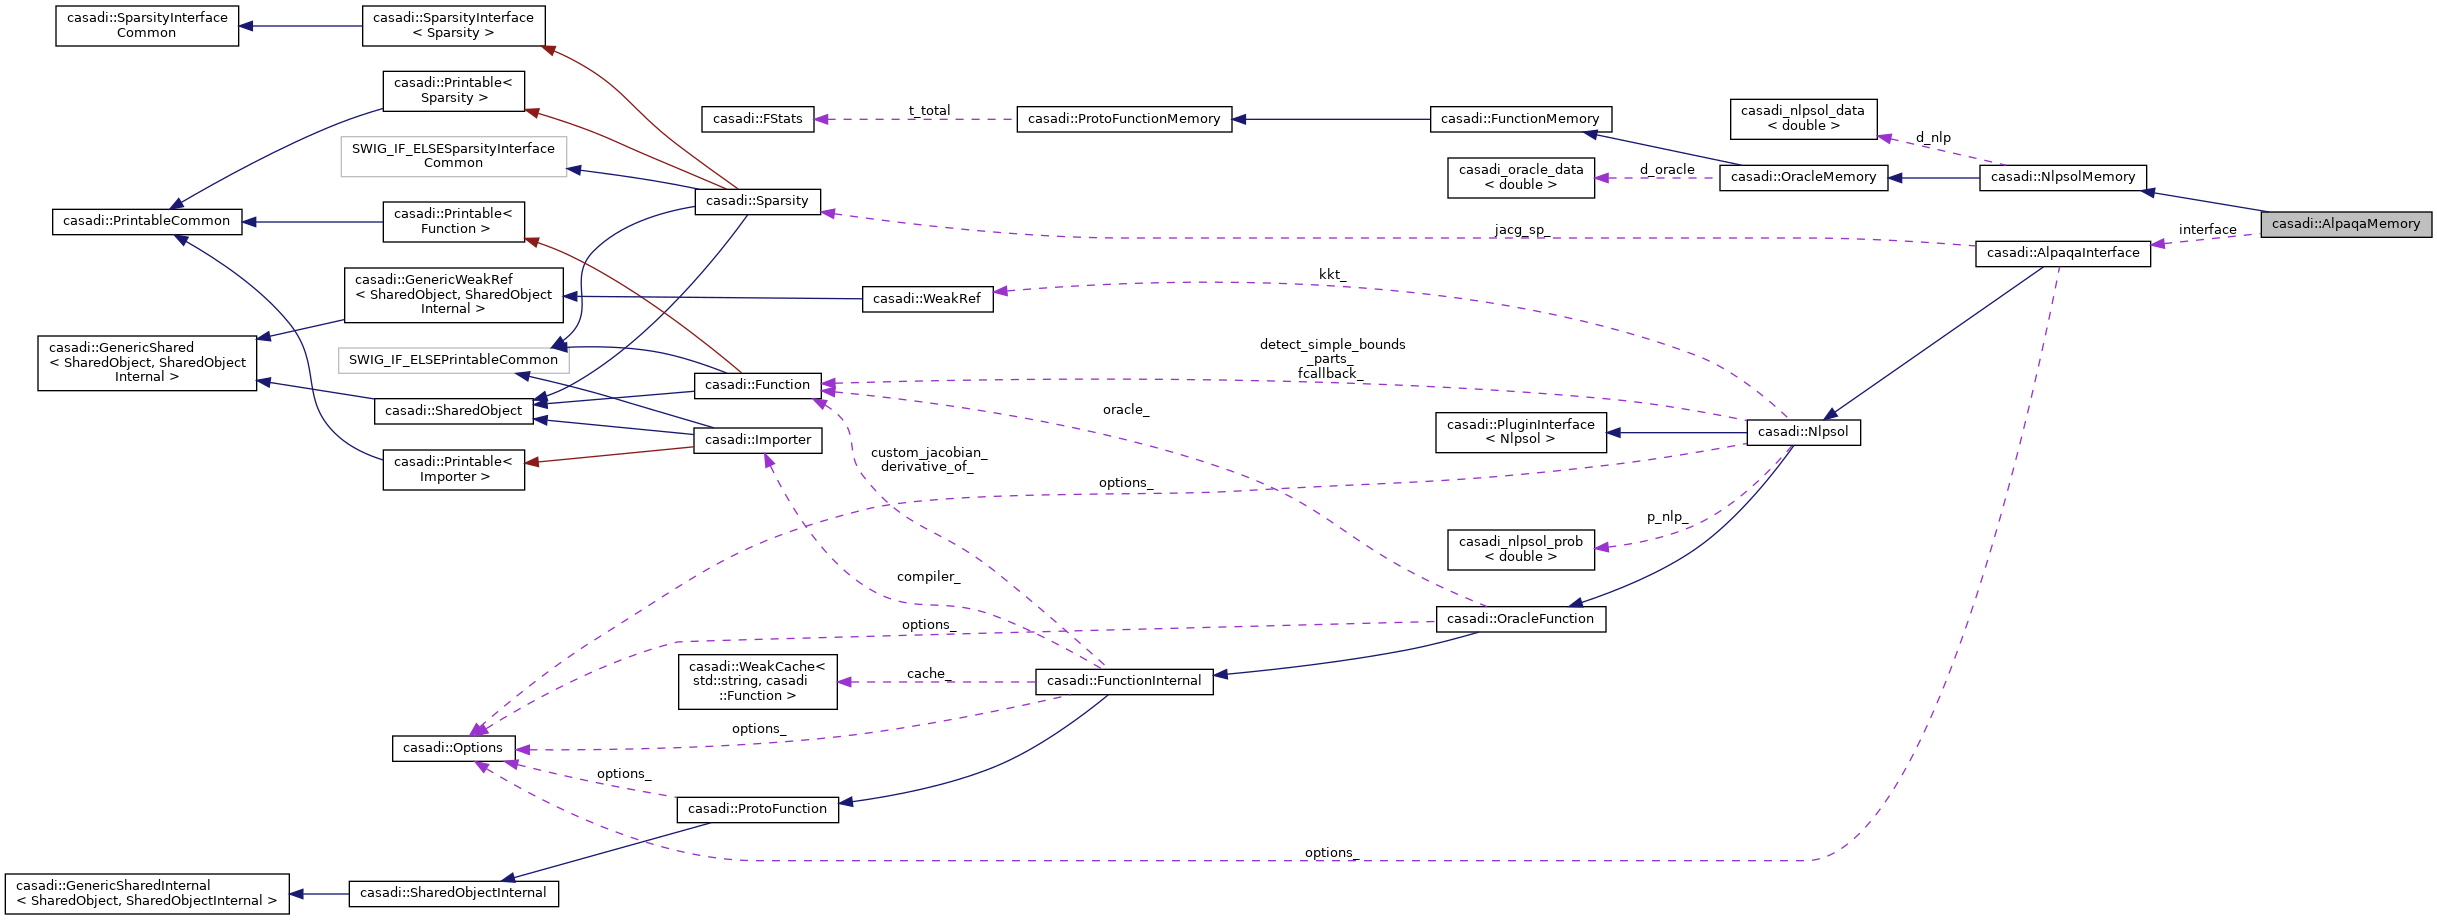 casadi::SparsityInterface
Common
casadi::SparsityInterface
< Sparsity >
casadi::Printable<
Sparsity >
SWIG_IF_ELSESparsityInterface
Common
casadi::PrintableCommon
casadi::Printable<
Function >
casadi::GenericWeakRef
< SharedObject, SharedObject
Internal >
casadi::GenericShared
< SharedObject, SharedObject
Internal >
SWIG_IF_ELSEPrintableCommon
casadi::SharedObject
casadi::Printable<
Importer >
casadi::Options
casadi::GenericSharedInternal
< SharedObject, SharedObjectInternal >
casadi::SharedObjectInternal
casadi::FStats
casadi::Sparsity
casadi::WeakRef
casadi::Function
casadi::Importer
custom_jacobian_
derivative_of_
compiler_
options_
casadi::WeakCache<
std::string, casadi
::Function >
cache_
options_
options_
casadi::ProtoFunction
t_total
casadi::ProtoFunctionMemory
casadi::FunctionMemory
casadi_oracle_data
< double >
d_oracle
casadi_nlpsol_data
< double >
d_nlp
casadi::OracleMemory
casadi::NlpsolMemory
casadi::AlpaqaMemory
jacg_sp_
interface
casadi::AlpaqaInterface
kkt_
detect_simple_bounds
_parts_
fcallback_
oracle_
casadi::PluginInterface
< Nlpsol >
casadi::Nlpsol
options_
p_nlp_
casadi_nlpsol_prob
< double >
casadi::OracleFunction
casadi::FunctionInternal
options_